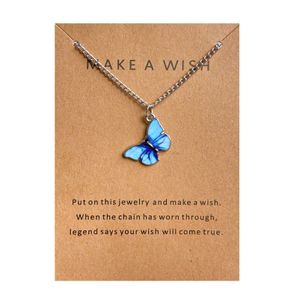 MAKE A WISH
Put on this jewelry and make a wish.
When the chain has worn through,
legend says your wish will come true.